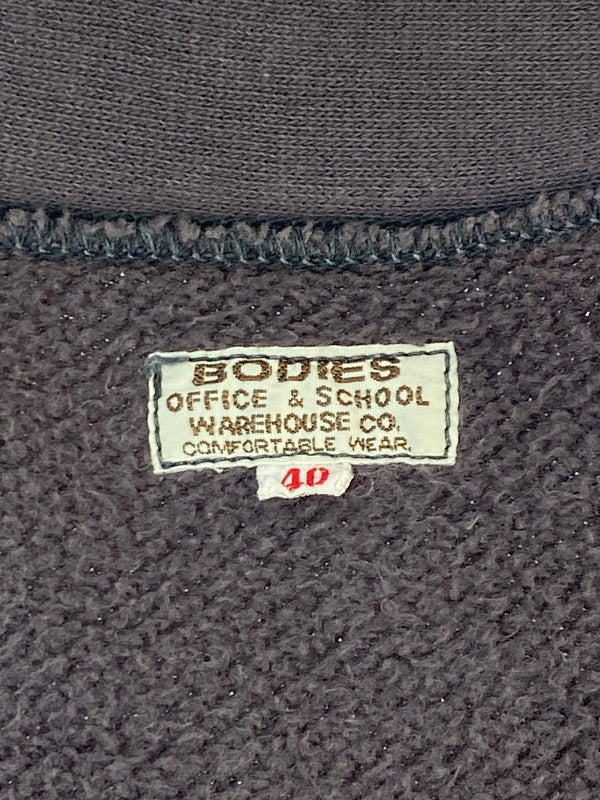 BODIES
OFFICE & SCHOOL
WAREHOUSE CO.
COMFORTABLE WEAR.
40